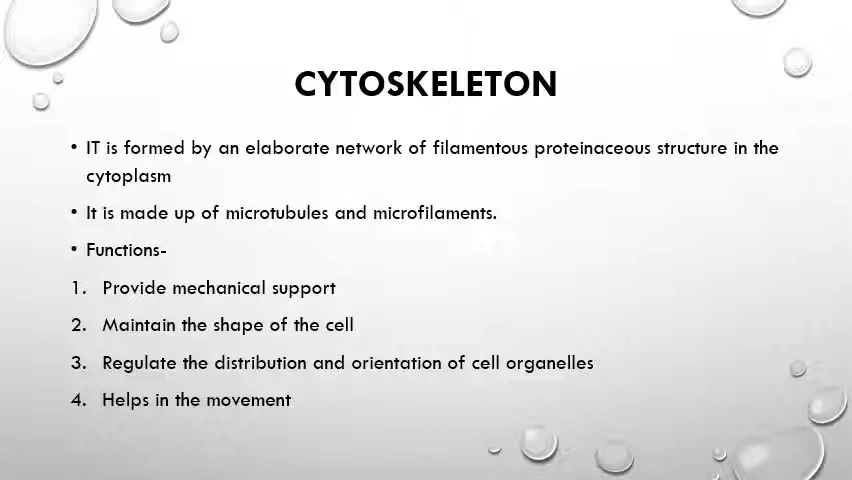 CYTOSKELETON
• IT is formed by an elaborate network of filamentous proteinaceous structure in the
cytoplasm
• It is made up of microtubules and microfilaments.
• Functions-
1. Provide mechanical support
2. Maintain the shape of the cell
3. Regulate the distribution and orientation of cell organelles
4. Helps in the movement